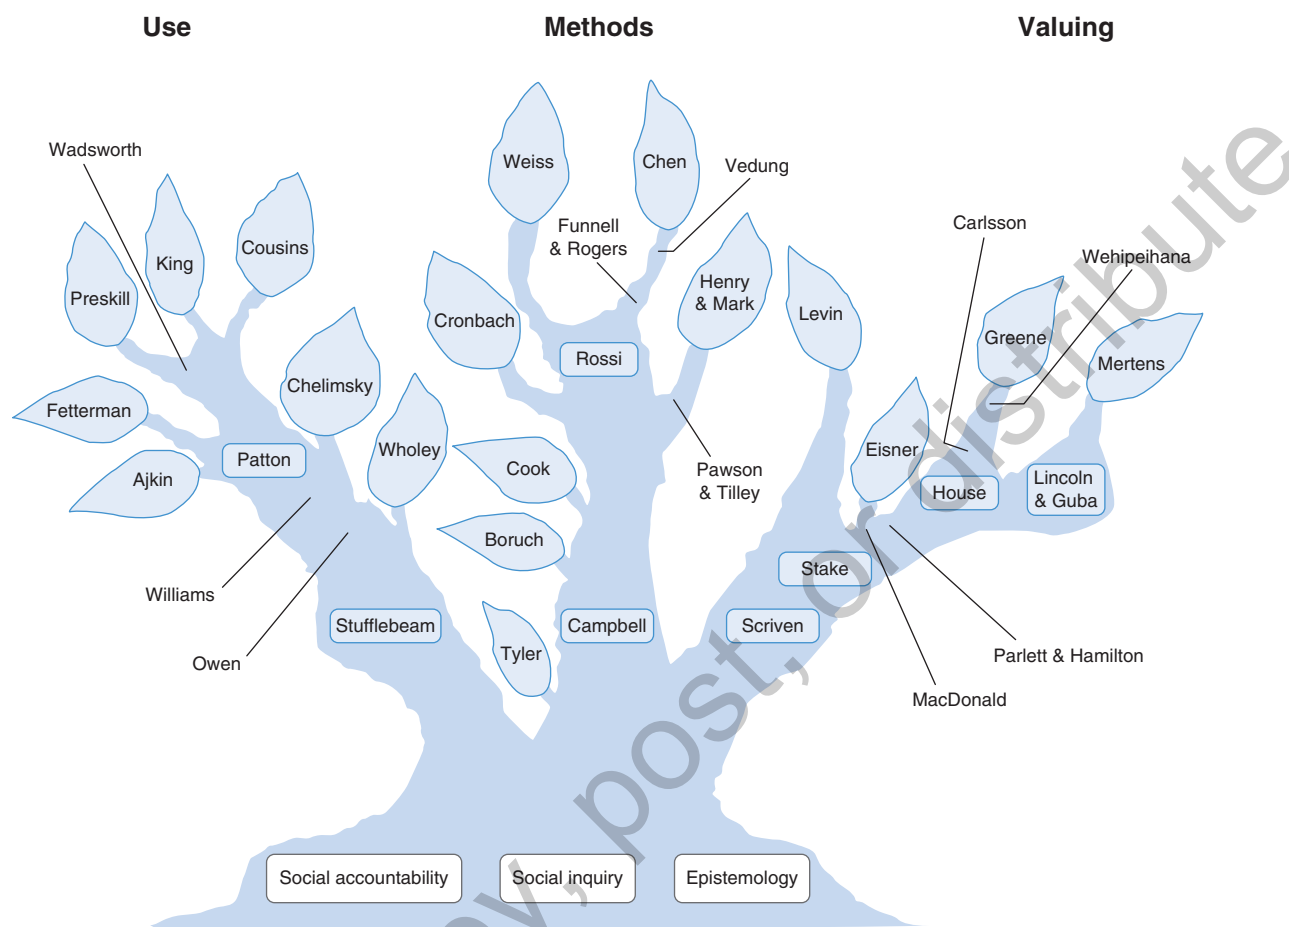 Use
Methods
Valuing
Wadsworth
Weiss
Chen
Vedung
King
Cousins
Preskill
Funnell
& Rogers
Carlsson
Wehipeihana
Henry
& Mark
Cronbach
Levin
Greene
Mertens
Rossi
Chelimsky
Fetterman
Wholey
Patton
Ajkin
Cook
Pawson
& Tilley
Eisner
House
Lincoln
& Guba
Boruch
Stake
Williams
Stufflebeam
Campbell
Scriven
Owen
Tyler
Parlett & Hamilton
MacDonald
Social accountability
Social inquiry
Epistemology
post, or distribute